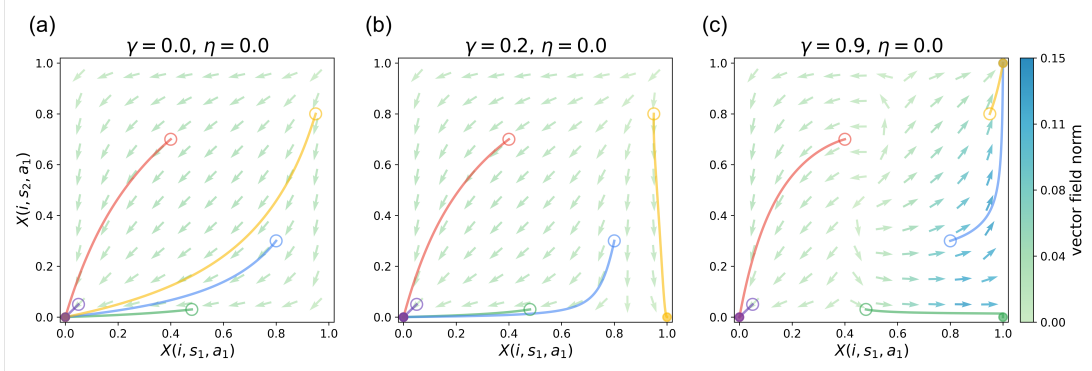 (a) (b) (c)
γ = 0.0, η = 0.0 γ = 0.2, η = 0.0 γ = 0.9, η = 0.0
X(i, s₂, a₁)
1.0
0.8
0.6
0.4
0.2
0.0
0.0 0.2 0.4 0.6 0.8 1.0
X(i, s₁, a₁)
1.0
0.8
0.6
0.4
0.2
0.0
0.0 0.2 0.4 0.6 0.8 1.0
X(i, s₁, a₁)
1.0
0.8
0.6
0.4
0.2
0.0
0.0 0.2 0.4 0.6 0.8 1.0
X(i, s₁, a₁)
0.15
0.11
0.08
0.04
0.00
vector field norm